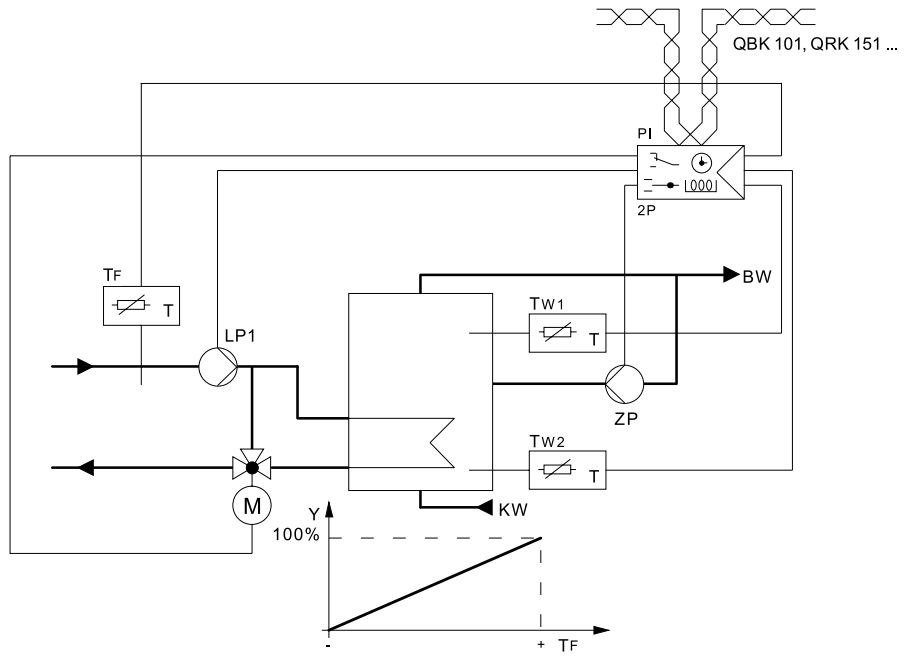 QBK 101, QRK 151 ...
PI
2P
TF
T
LP1
BW
TW1
T
ZP
TW2
T
M
KW
Y
100%
-
+
TF